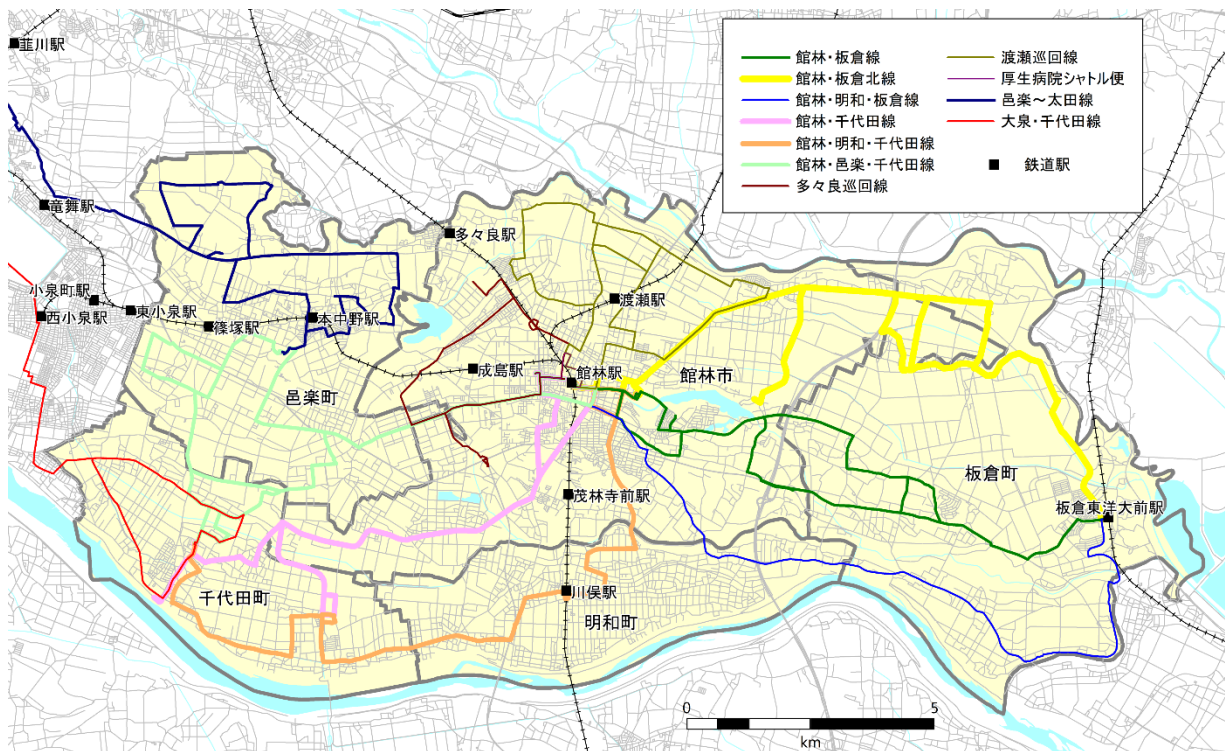 館林・板倉線
館林・板倉北線
館林・明和・板倉線
館林・千代田線
館林・明和・千代田線
館林・邑楽・千代田線
多々良巡回線
渡瀬巡回線
厚生病院シャトル便
邑楽～太田線
大泉・千代田線
鉄道駅
韮川駅
竜舞駅
多々良駅
小泉町駅
西小泉駅
東小泉駅
篠塚駅
本中野駅
渡瀬駅
成島駅
館林駅
館林市
邑楽町
板倉町
茂林寺前駅
板倉東洋大前駅
千代田町
川俣駅
明和町
0 5
km